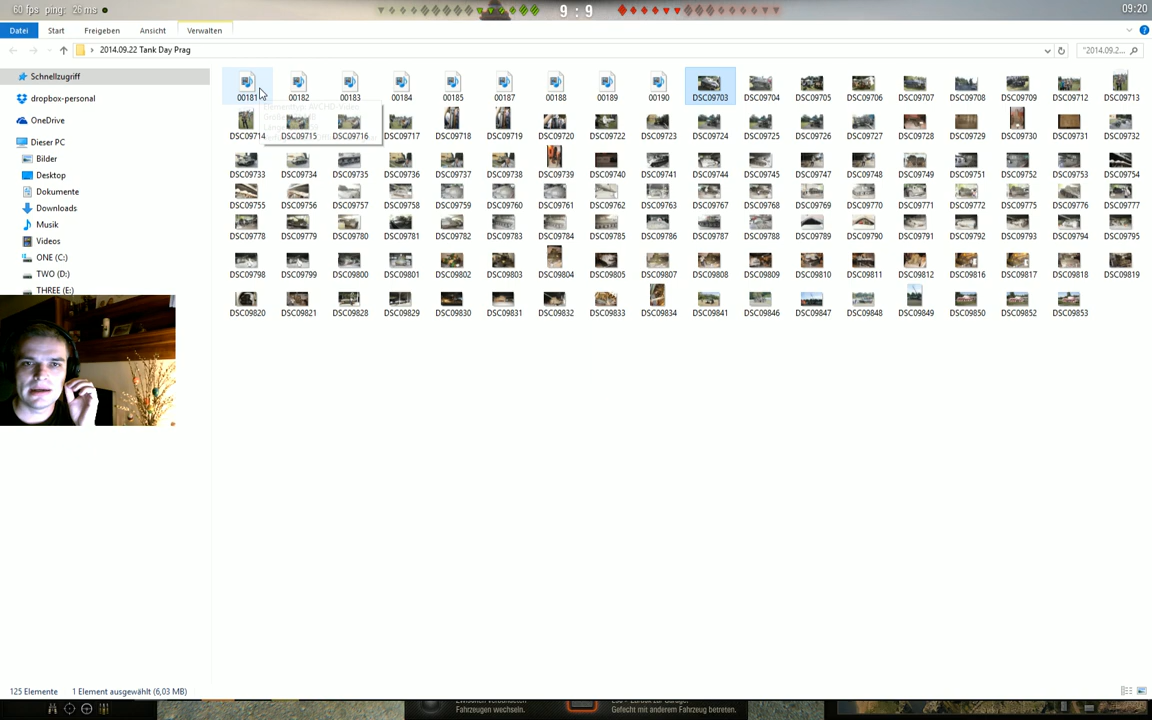 60 fps ping: 26 ms
9 : 9
09:20
Datei Start Freigeben Ansicht Verwalten
2014.09.22 Tank Day Prag
"2014.09.2...
Schnellzugriff
dropbox-personal
OneDrive
Dieser PC
Bilder
Desktop
Dokumente
Downloads
Musik
Videos
ONE (C:)
TWO (D:)
THREE (E:)
00181 00182 00183 00184 00185 00187 00188 00189 00190 DSC09703 DSC09704 DSC09705 DSC09706 DSC09707 DSC09708 DSC09709 DSC09712 DSC09713
DSC09714 DSC09715 DSC09716 DSC09717 DSC09718 DSC09719 DSC09720 DSC09722 DSC09723 DSC09724 DSC09725 DSC09726 DSC09727 DSC09728 DSC09729 DSC09730 DSC09731 DSC09732
DSC09733 DSC09734 DSC09735 DSC09736 DSC09737 DSC09738 DSC09739 DSC09740 DSC09741 DSC09744 DSC09745 DSC09747 DSC09748 DSC09749 DSC09751 DSC09752 DSC09753 DSC09754
DSC09755 DSC09756 DSC09757 DSC09758 DSC09759 DSC09760 DSC09761 DSC09762 DSC09763 DSC09767 DSC09768 DSC09769 DSC09770 DSC09771 DSC09772 DSC09775 DSC09776 DSC09777
DSC09778 DSC09779 DSC09780 DSC09781 DSC09782 DSC09783 DSC09784 DSC09785 DSC09786 DSC09787 DSC09788 DSC09789 DSC09790 DSC09791 DSC09792 DSC09793 DSC09794 DSC09795
DSC09798 DSC09799 DSC09800 DSC09801 DSC09802 DSC09803 DSC09804 DSC09805 DSC09807 DSC09808 DSC09809 DSC09810 DSC09811 DSC09812 DSC09816 DSC09817 DSC09818 DSC09819
DSC09820 DSC09821 DSC09828 DSC09829 DSC09830 DSC09831 DSC09832 DSC09833 DSC09834 DSC09841 DSC09846 DSC09847 DSC09848 DSC09849 DSC09850 DSC09852 DSC09853
125 Elemente 1 Element ausgewählt (6,03 MB)
Fahrzeugen wechseln.
Gefecht mit anderem Fahrzeug betreten.